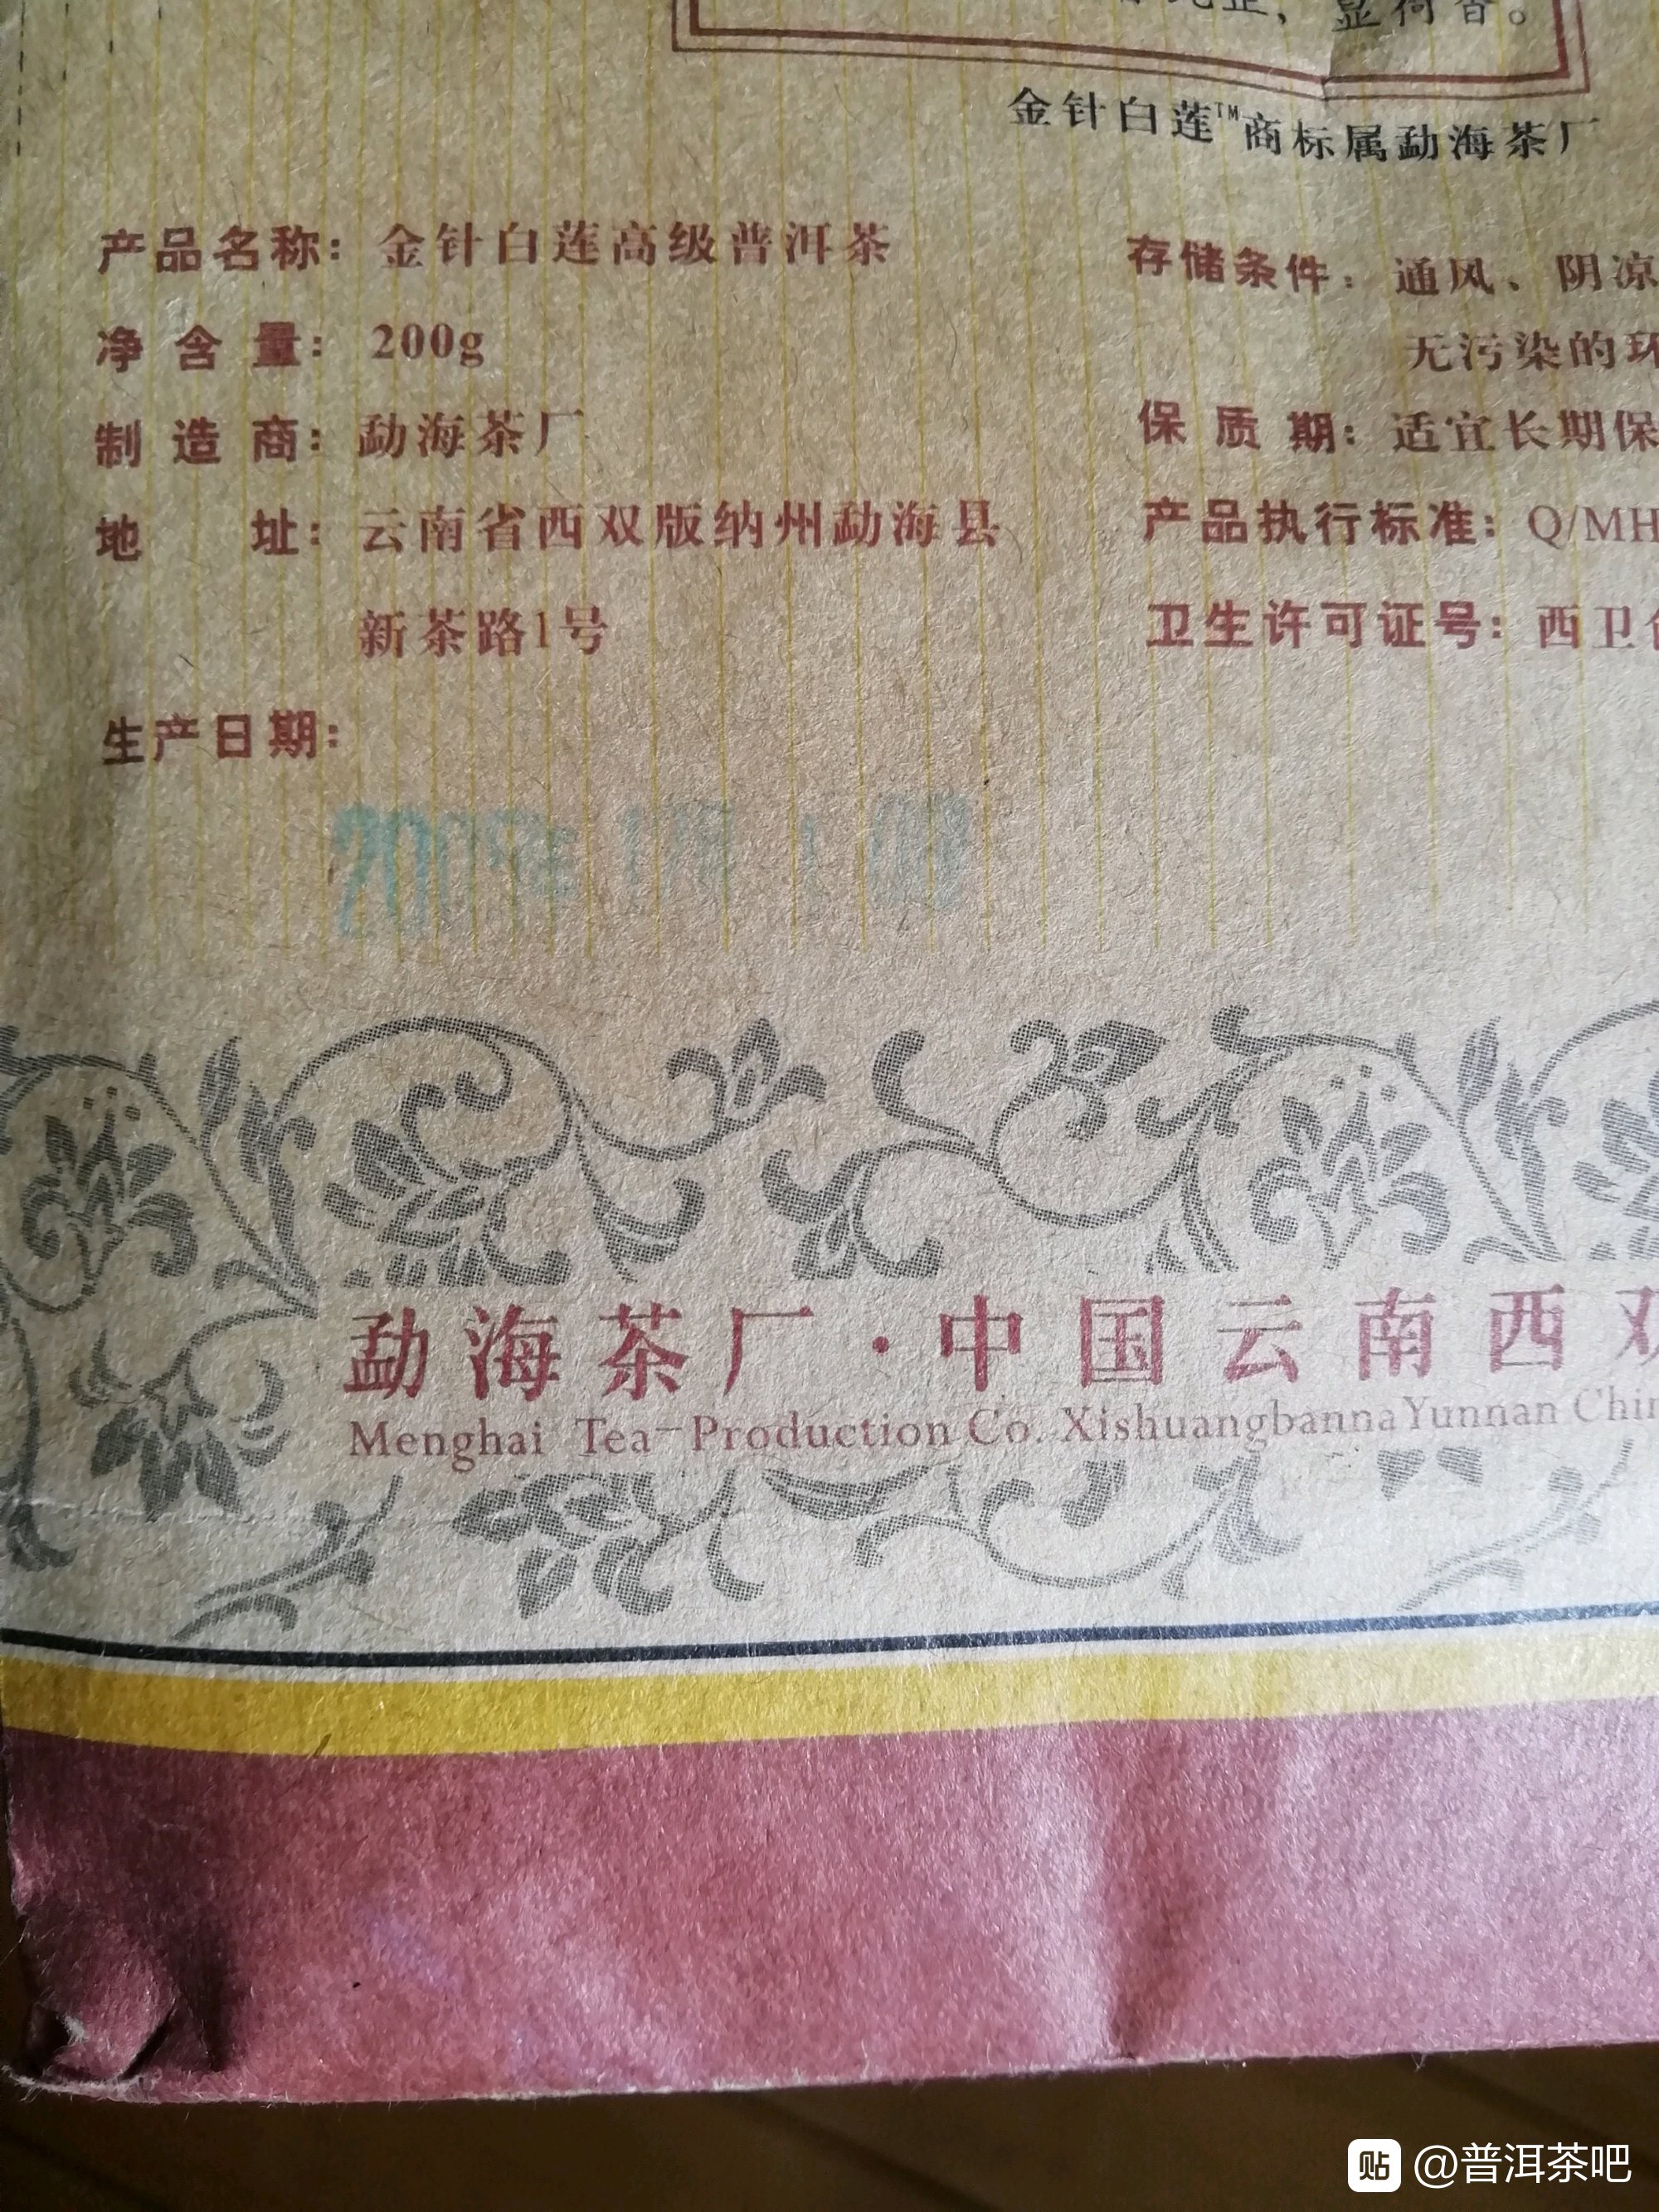 显荷香。
金针白莲™商标属勐海茶厂
产品名称：金针白莲高级普洱茶
净含量：200g
制造商：勐海茶厂
地址：云南省西双版纳州勐海县
新茶路1号
生产日期：
存储条件：通风、阴凉
无污染的环
保质期：适宜长期保
产品执行标准：Q/MH
卫生许可证号：西卫
勐海茶厂·中国云南西双
Menghai Tea-Production Co. Xishuangbanna Yunnan Chin
贴 @普洱茶吧